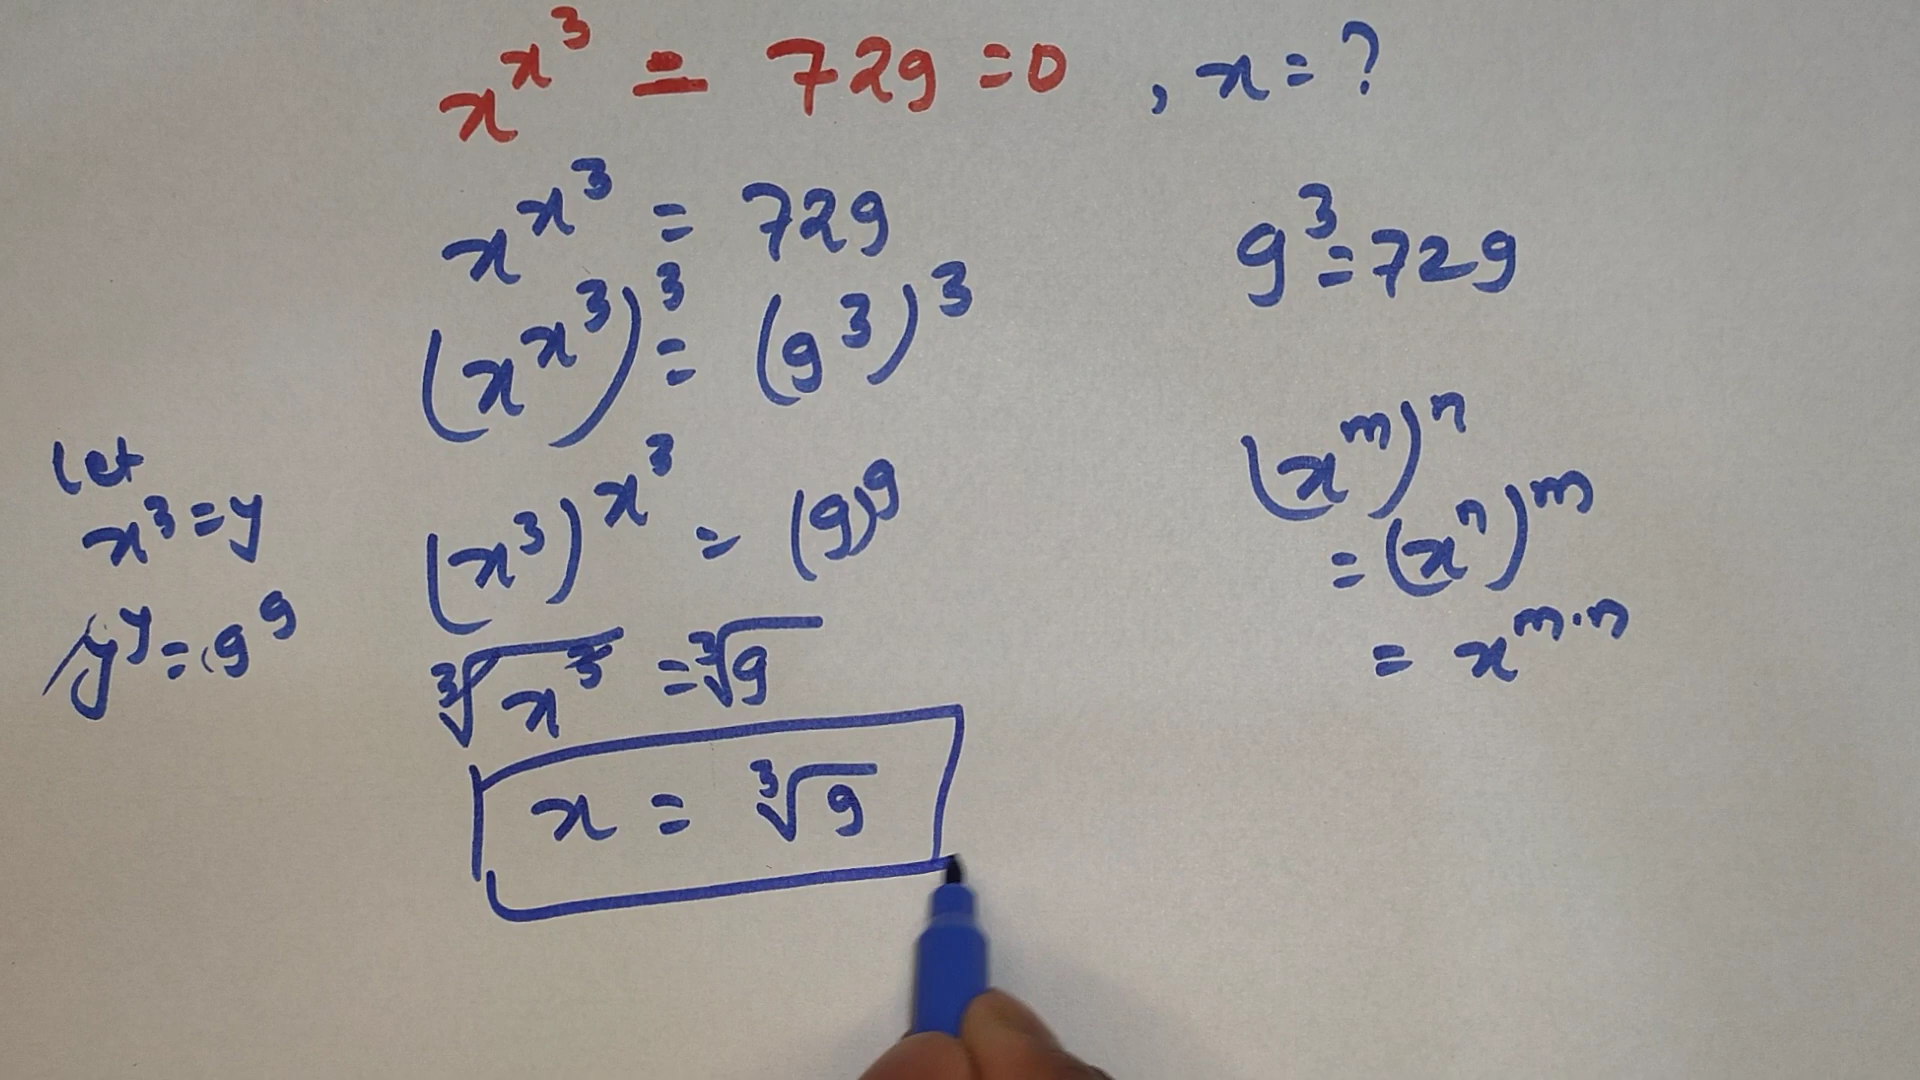 x^x^3 = 729 = 0 , x = ?
x^x^3 = 729
9^3 = 729
(x^x^3)^3 = (9^3)^3
(x^m)^n
= (x^n)^m
= x^m·n
let
x^3 = y
y^y = 9^9
(x^3)^x^3 = (9)^9
∛x^3 = ∛9
x = ∛9